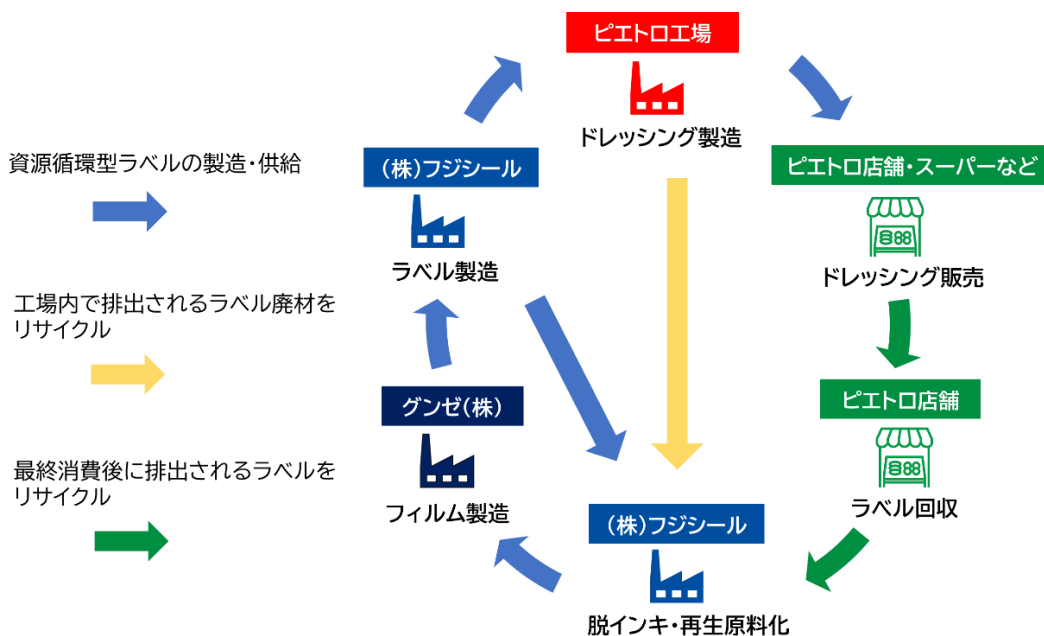 資源循環型ラベルの製造・供給
工場内で排出されるラベル廃材を
リサイクル
最終消費後に排出されるラベルを
リサイクル
ピエトロ工場
ドレッシング製造
ピエトロ店舗・スーパーなど
ドレッシング販売
ピエトロ店舗
ラベル回収
(株)フジシール
脱インキ・再生原料化
グンゼ(株)
フィルム製造
(株)フジシール
ラベル製造